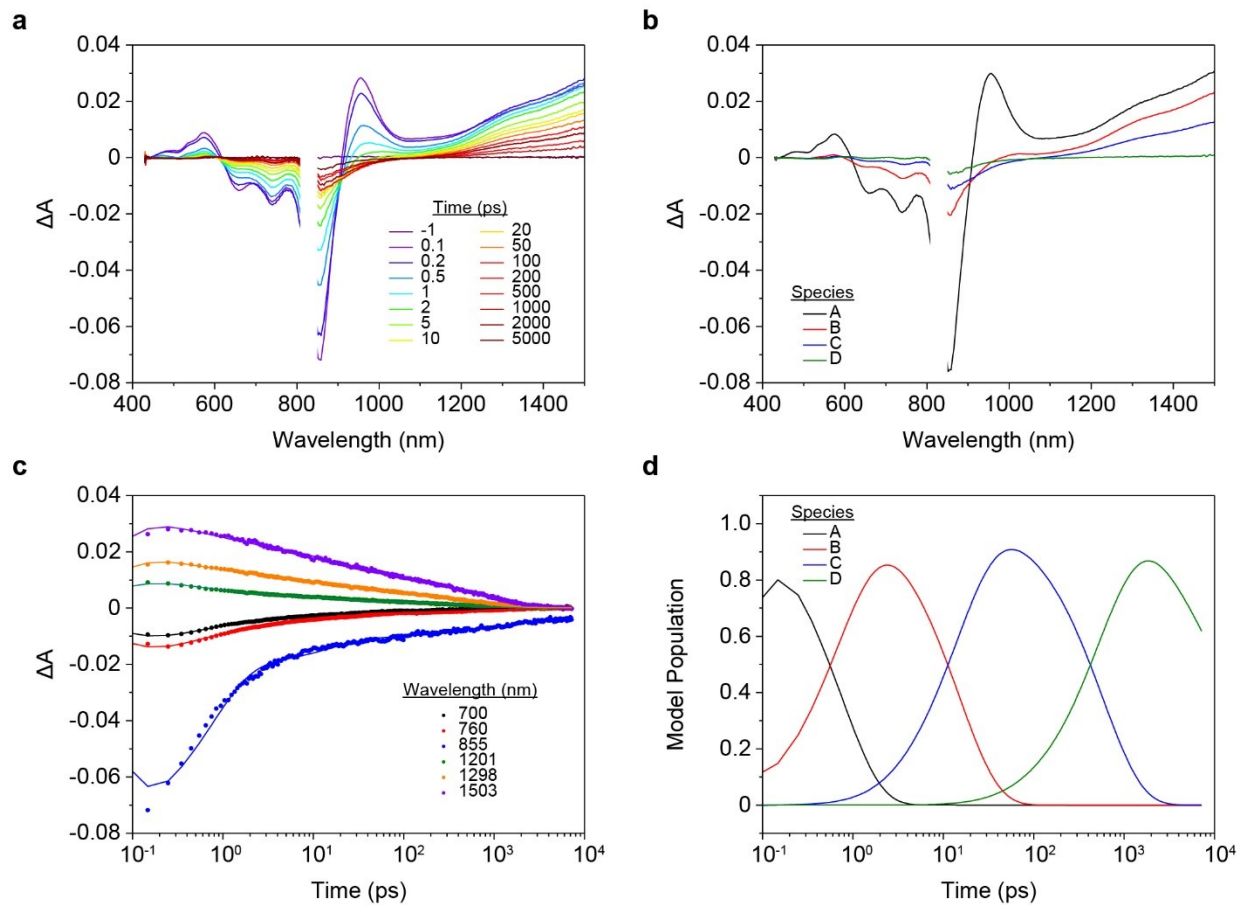 a
0.04
0.02
0
-0.02
-0.04
-0.06
-0.08
ΔA
400 600 800 1000 1200 1400
Wavelength (nm)
Time (ps)
-1 20
0.1 50
0.2 100
0.5 200
1 500
2 1000
5 2000
10 5000
b
0.04
0.02
0
-0.02
-0.04
-0.06
-0.08
ΔA
400 600 800 1000 1200 1400
Wavelength (nm)
Species
A
B
C
D
c
0.04
0.02
0
-0.02
-0.04
-0.06
-0.08
ΔA
10⁻¹ 10⁰ 10¹ 10² 10³ 10⁴
Time (ps)
Wavelength (nm)
700
760
855
1201
1298
1503
d
1.0
0.8
0.6
0.4
0.2
0
Model Population
10⁻¹ 10⁰ 10¹ 10² 10³ 10⁴
Time (ps)
Species
A
B
C
D